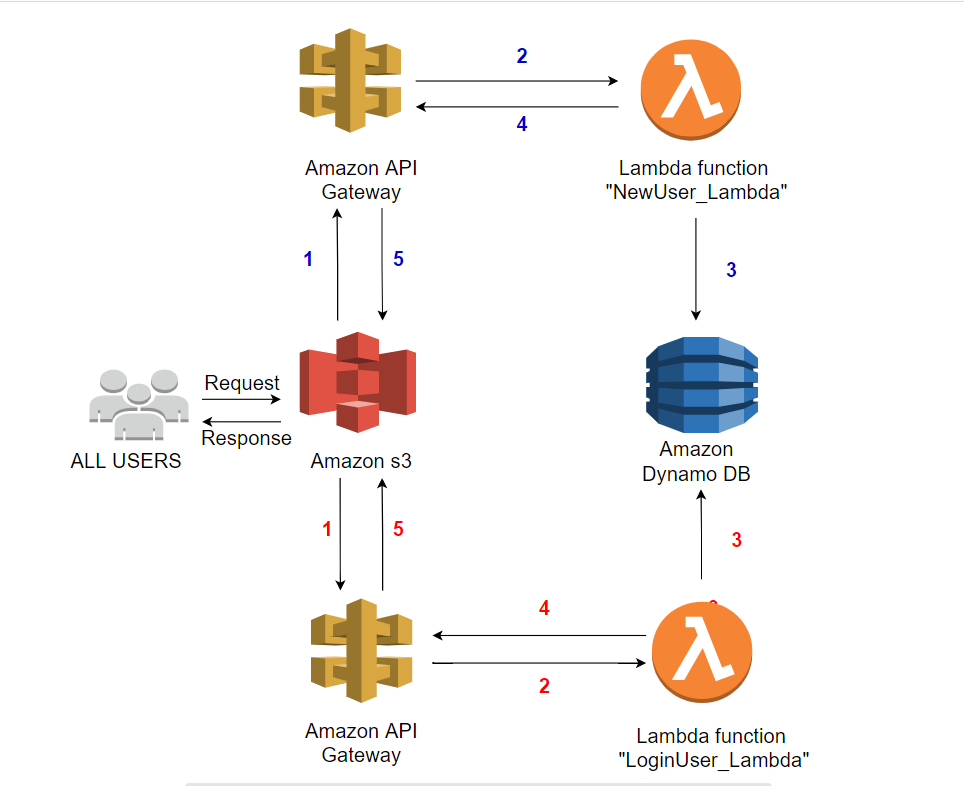 2
4
Amazon API
Gateway
Lambda function
"NewUser_Lambda"
1
5
3
Request
Response
ALL USERS
Amazon s3
Amazon
Dynamo DB
1
5
3
4
2
Amazon API
Gateway
Lambda function
"LoginUser_Lambda"